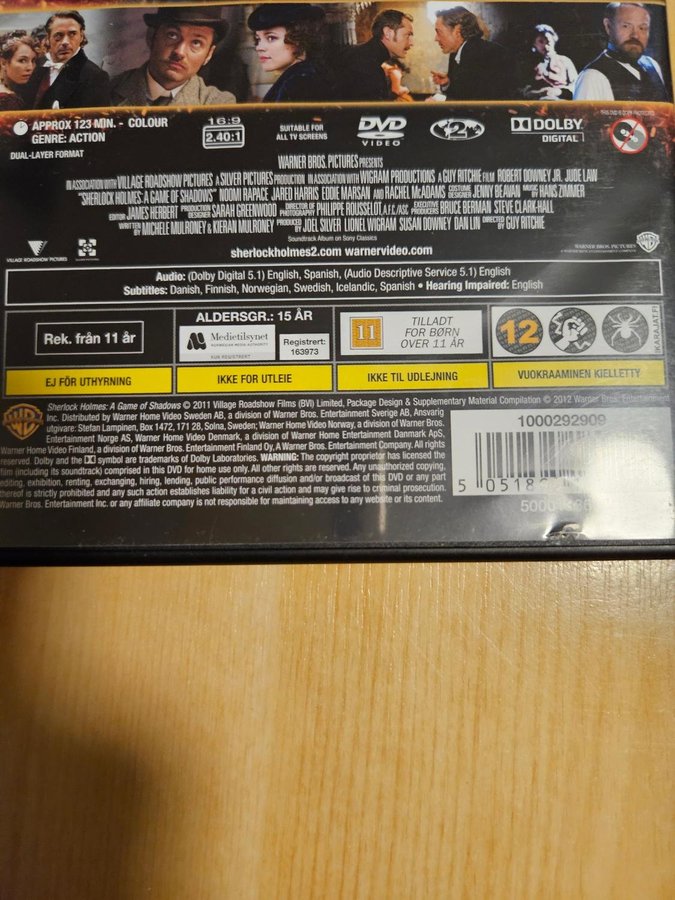 THIS DVD IS COPY PROTECTED
APPROX 123 MIN. - COLOUR
GENRE: ACTION
DUAL-LAYER FORMAT
16:9
2.40:1
SUITABLE FOR
ALL TV SCREENS
DVD
VIDEO
2
DOLBY
DIGITAL
WARNER BROS. PICTURES PRESENTS
IN ASSOCIATION WITH VILLAGE ROADSHOW PICTURES A SILVER PICTURES PRODUCTION IN ASSOCIATION WITH WIGRAM PRODUCTIONS A GUY RITCHIE FILM ROBERT DOWNEY JR. JUDE LAW
"SHERLOCK HOLMES: A GAME OF SHADOWS" NOOMI RAPACE JARED HARRIS EDDIE MARSAN AND RACHEL McADAMS COSTUME DESIGNER JENNY BEAVAN MUSIC BY HANS ZIMMER
EDITOR JAMES HERBERT PRODUCTION DESIGNER SARAH GREENWOOD DIRECTOR OF PHOTOGRAPHY PHILIPPE ROUSSELOT, A.F.C./ASC EXECUTIVE PRODUCERS BRUCE BERMAN STEVE CLARK-HALL
WRITTEN BY MICHELE MULRONEY & KIERAN MULRONEY PRODUCED BY JOEL SILVER LIONEL WIGRAM SUSAN DOWNEY DAN LIN DIRECTED BY GUY RITCHIE
Soundtrack Album on Sony Classics
VILLAGE ROADSHOW PICTURES
sherlockholmes2.com warnervideo.com
WARNER BROS. PICTURES
Audio: (Dolby Digital 5.1) English, Spanish, (Audio Descriptive Service 5.1) English
Subtitles: Danish, Finnish, Norwegian, Swedish, Icelandic, Spanish • Hearing Impaired: English
Rek. från 11 år
ALDERSGR.: 15 ÅR
Medietilsynet
NORWEGIAN MEDIA AUTHORITY
KUN REGISTRERT
Registrert:
163973
11
TILLADT
FOR BØRN
OVER 11 ÅR
12
IKARAJAT.FI
EJ FÖR UTHYRNING
IKKE FOR UTLEIE
IKKE TIL UDLEJNING
VUOKRAAMINEN KIELLETTY
WB
Sherlock Holmes: A Game of Shadows © 2011 Village Roadshow Films (BVI) Limited, Package Design & Supplementary Material Compilation © 2012 Warner Bros. Entertainment
Inc. Distributed by Warner Home Video Sweden AB, a division of Warner Bros. Entertainment Sverige AB, Ansvarig
utgivare: Stefan Lampinen, Box 1472, 171 28, Solna, Sweden; Warner Home Video Norway, a division of Warner Bros.
Entertainment Norge AS, Warner Home Video Denmark, a division of Warner Home Entertainment Danmark ApS,
Warner Home Video Finland, a division of Warner Bros. Entertainment Finland Oy, A Warner Bros. Entertainment Company. All rights
reserved. Dolby and the DD symbol are trademarks of Dolby Laboratories. WARNING: The copyright proprietor has licensed the
film (including its soundtrack) comprised in this DVD for home use only. All other rights are reserved. Any unauthorized copying,
editing, exhibition, renting, exchanging, hiring, lending, public performance diffusion and/or broadcast of this DVD or any part
thereof is strictly prohibited and any such action establishes liability for a civil action and may give rise to criminal prosecution.
Warner Bros. Entertainment Inc. or any affiliate company is not responsible for maintaining access to any website or its content.
1000292909